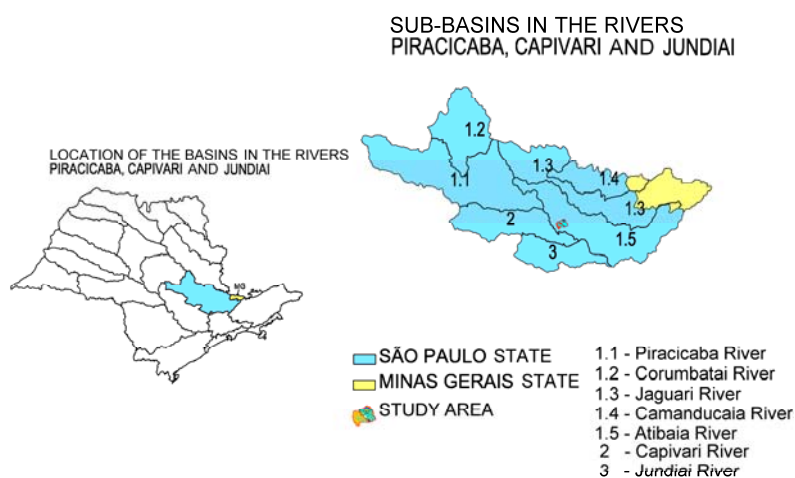 SUB-BASINS IN THE RIVERS
PIRACICABA, CAPIVARI AND JUNDIAI
LOCATION OF THE BASINS IN THE RIVERS
PIRACICABA, CAPIVARI AND JUNDIAI
1.2
1.3
1.4
1.1
1.3
2
1.5
3
MG
SÃO PAULO STATE
MINAS GERAIS STATE
STUDY AREA
1.1 - Piracicaba River
1.2 - Corumbatai River
1.3 - Jaguari River
1.4 - Camanducaia River
1.5 - Atibaia River
2 - Capivari River
3 - Jundiai River